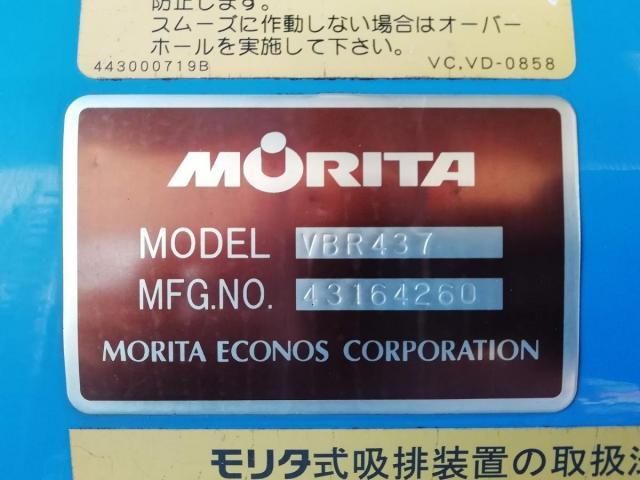 防止します。
スムーズに作動しない場合はオーバー
ホールを実施して下さい。
443000719B VC,VD-0858
MORITA
MODEL VBR437
MFG.NO. 43164260
MORITA ECONOS CORPORATION
モリタ式吸排装置の取扱注